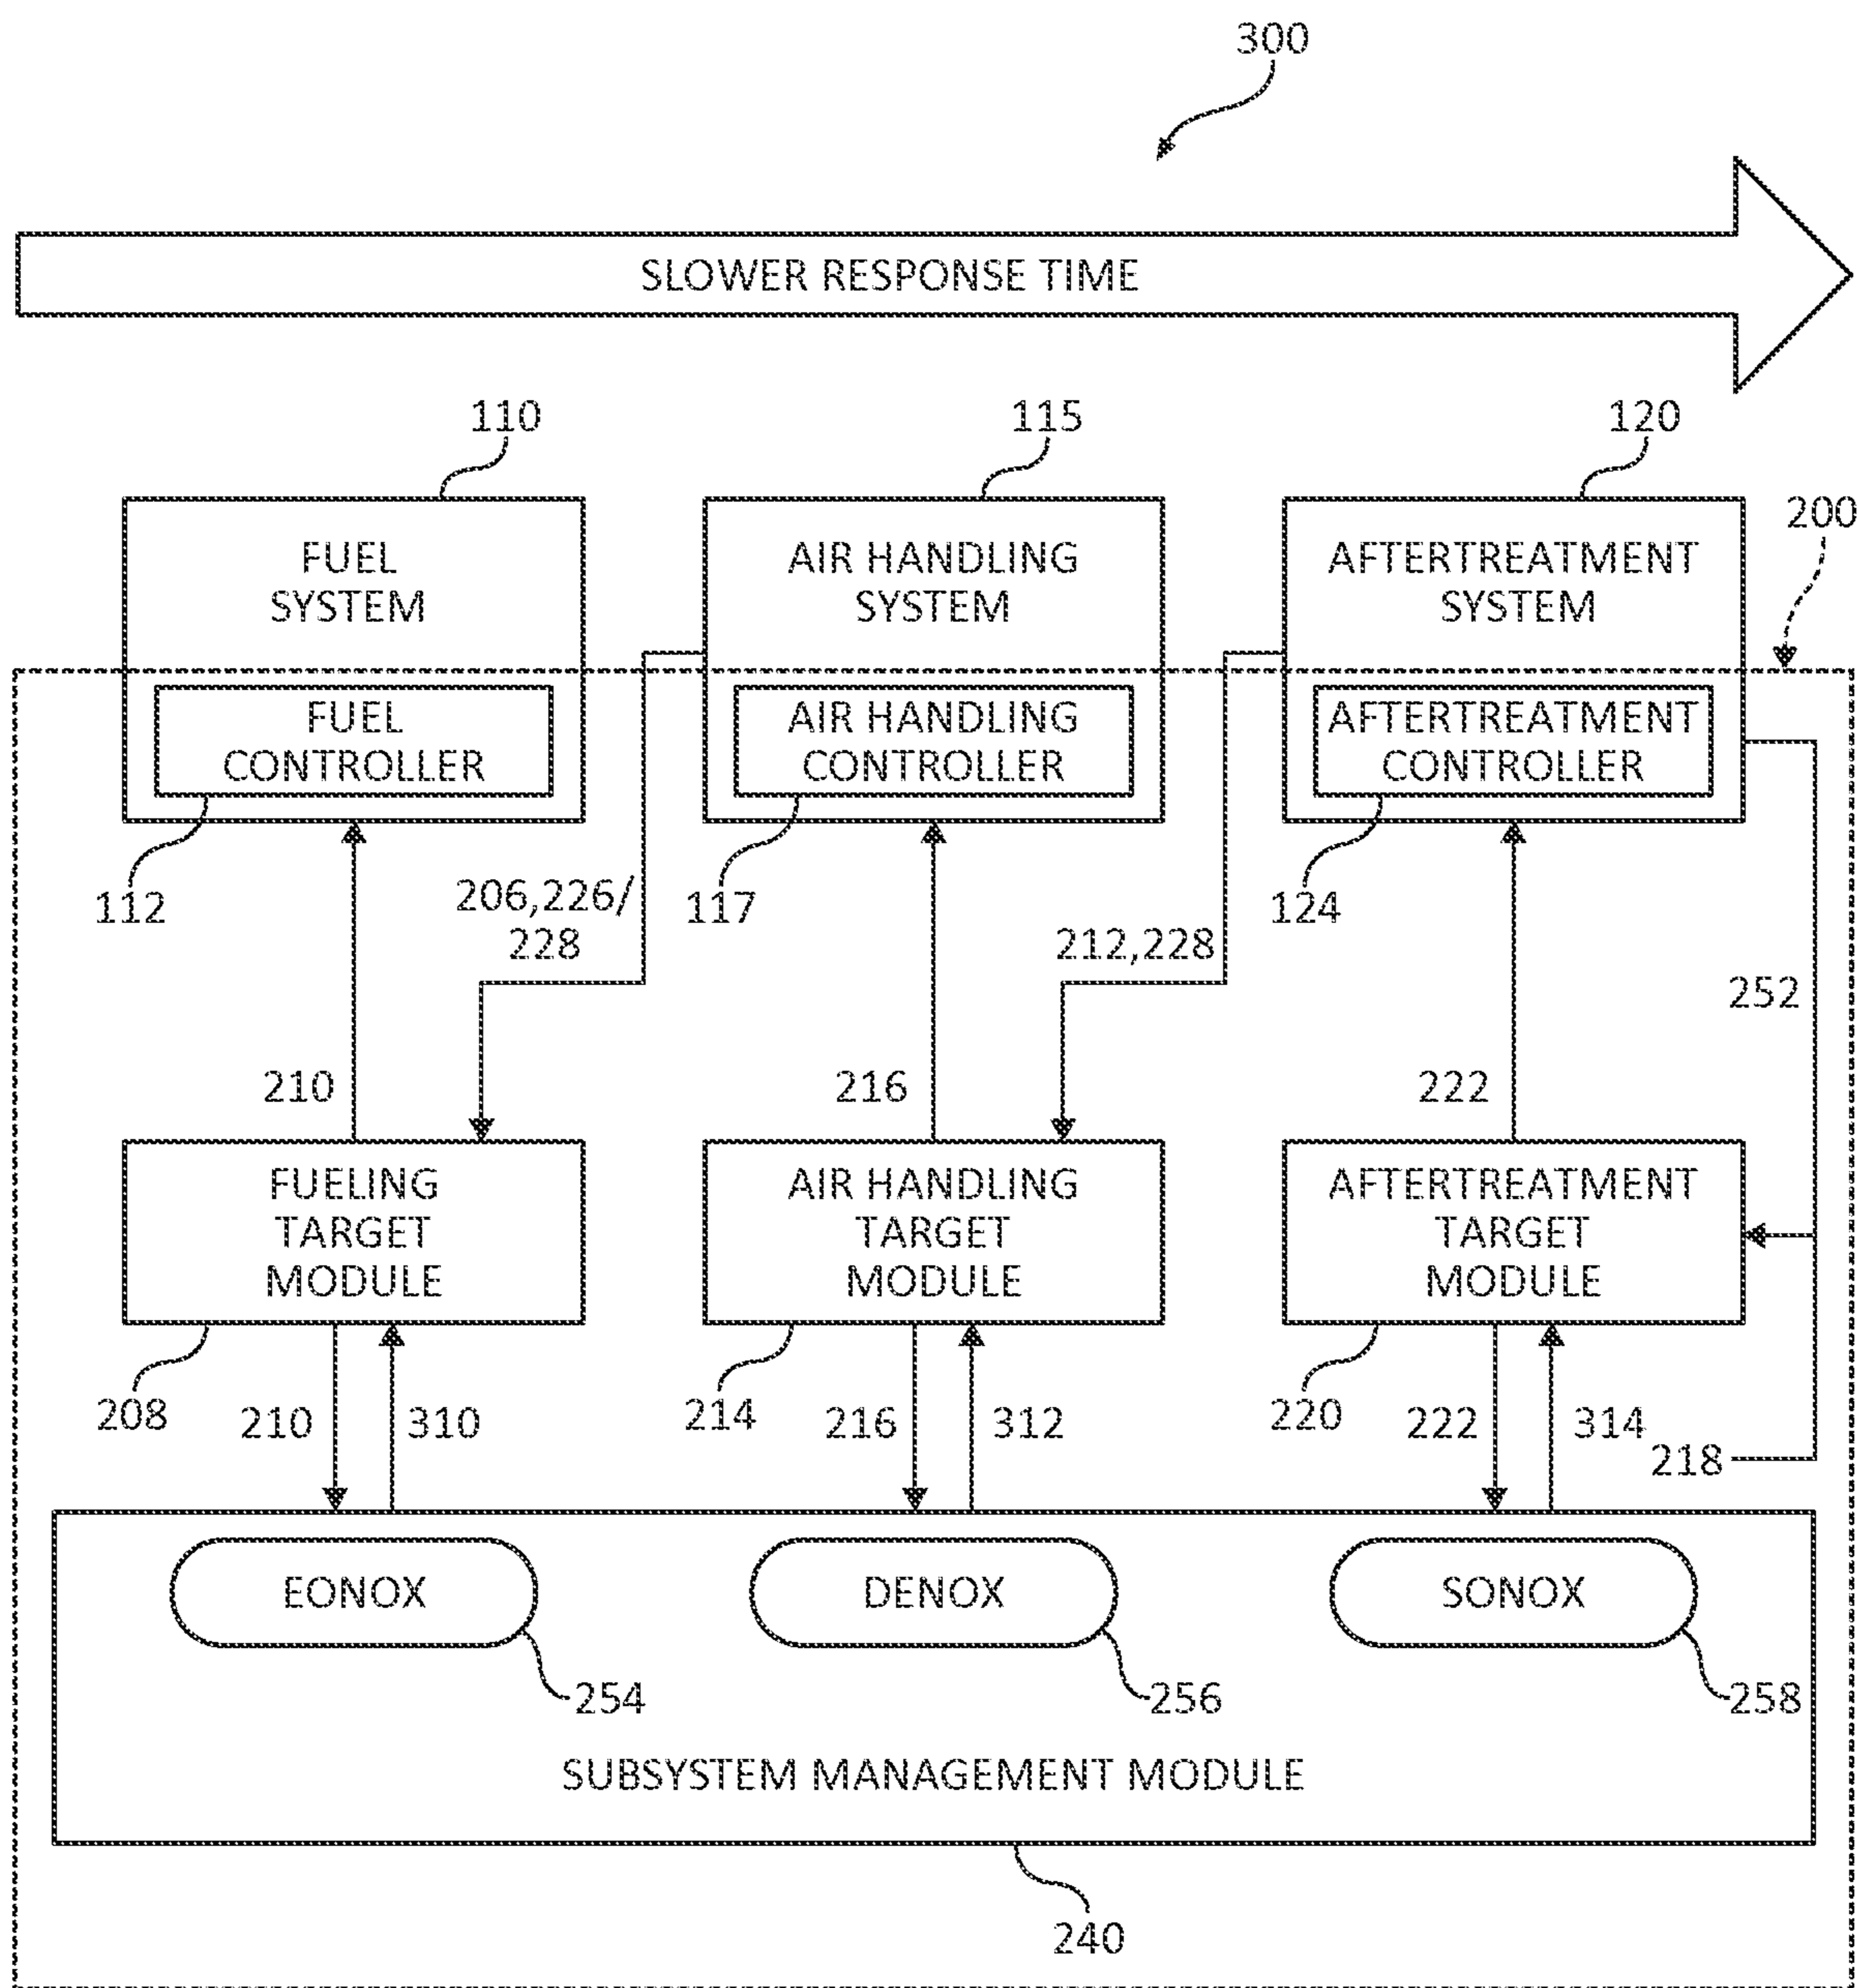 300
SLOWER RESPONSE TIME
110
115
120
200
FUEL
SYSTEM
AIR HANDLING
SYSTEM
AFTERTREATMENT
SYSTEM
FUEL
CONTROLLER
AIR HANDLING
CONTROLLER
AFTERTREATMENT
CONTROLLER
112
206,226/
228
117
212,228
124
252
210
216
222
FUELING
TARGET
MODULE
AIR HANDLING
TARGET
MODULE
AFTERTREATMENT
TARGET
MODULE
208
210
310
214
216
312
220
222
314
218
EONOX
DENOX
SONOX
254
256
258
SUBSYSTEM MANAGEMENT MODULE
240